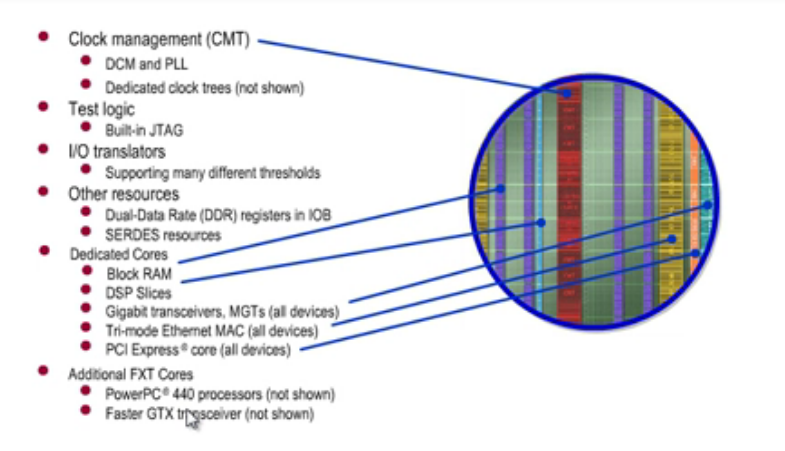 Clock management (CMT)
DCM and PLL
Dedicated clock trees (not shown)
Test logic
Built-in JTAG
I/O translators
Supporting many different thresholds
Other resources
Dual-Data Rate (DDR) registers in IOB
SERDES resources
Dedicated Cores
Block RAM
DSP Slices
Gigabit transceivers, MGTs (all devices)
Tri-mode Ethernet MAC (all devices)
PCI Express® core (all devices)
Additional FXT Cores
PowerPC® 440 processors (not shown)
Faster GTX transceiver (not shown)